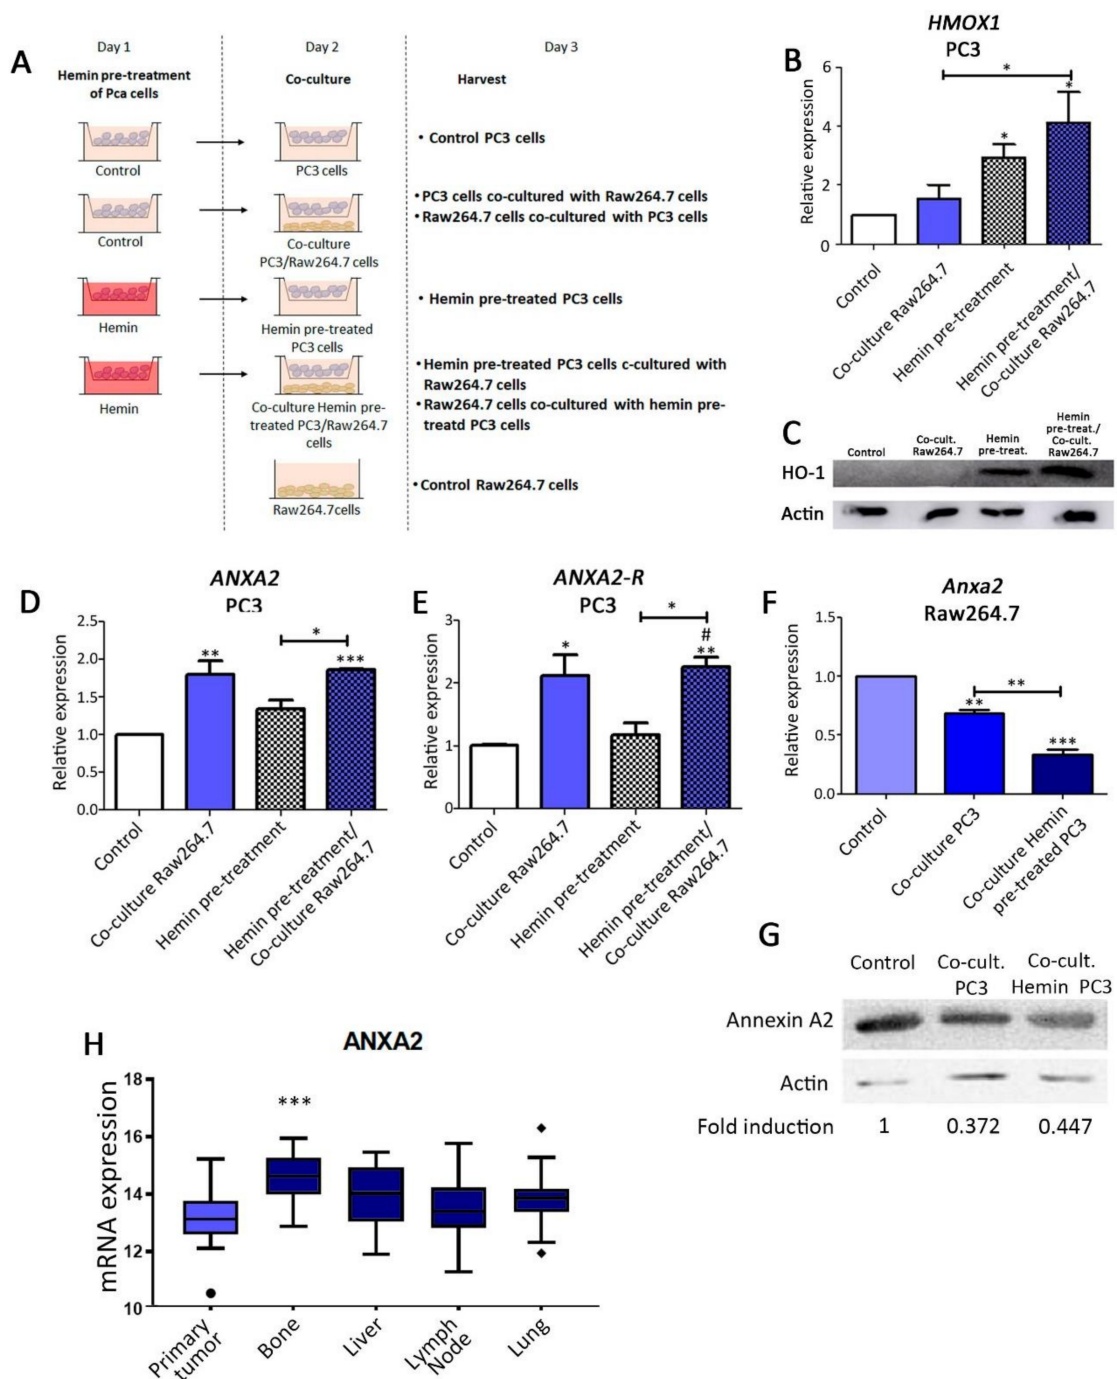 A
Day 1
Day 2
Day 3
Hemin pre-treatment
of Pca cells
Co-culture
Harvest
Control
PC3 cells
• Control PC3 cells
Control
Co-culture
PC3/Raw264.7 cells
• PC3 cells co-cultured with Raw264.7 cells
• Raw264.7 cells co-cultured with PC3 cells
Hemin
Hemin pre-treated
PC3 cells
• Hemin pre-treated PC3 cells
Hemin
Co-culture Hemin pre-
treated PC3/Raw264.7
cells
• Hemin pre-treated PC3 cells c-cultured with
Raw264.7 cells
• Raw264.7 cells co-cultured with hemin pre-
treatd PC3 cells
Raw264.7cells
• Control Raw264.7 cells
B
HMOX1
PC3
Relative expression
6
4
2
0
*
*
*
Control
Co-culture Raw264.7
Hemin pre-treatment
Hemin pre-treatment/
Co-culture Raw264.7
C
Control
Co-cult.
Raw264.7
Hemin
pre-treat.
Hemin
pre-treat./
Co-cult.
Raw264.7
HO-1
Actin
D
ANXA2
PC3
Relative expression
2.5
2.0
1.5
1.0
0.5
0.0
**
*
***
Control
Co-culture Raw264.7
Hemin pre-treatment
Hemin pre-treatment/
Co-culture Raw264.7
E
ANXA2-R
PC3
Relative expression
3
2
1
0
*
*
#
**
Control
Co-culture Raw264.7
Hemin pre-treatment
Hemin pre-treatment/
Co-culture Raw264.7
F
Anxa2
Raw264.7
Relative expression
1.5
1.0
0.5
0.0
**
**
***
Control
Co-culture PC3
Co-culture Hemin
pre-treated PC3
G
Control
Co-cult.
PC3
Co-cult.
Hemin PC3
Annexin A2
Actin
Fold induction
1
0.372
0.447
H
ANXA2
mRNA expression
18
16
14
12
10
***
Primary
tumor
Bone
Liver
Lymph
Node
Lung